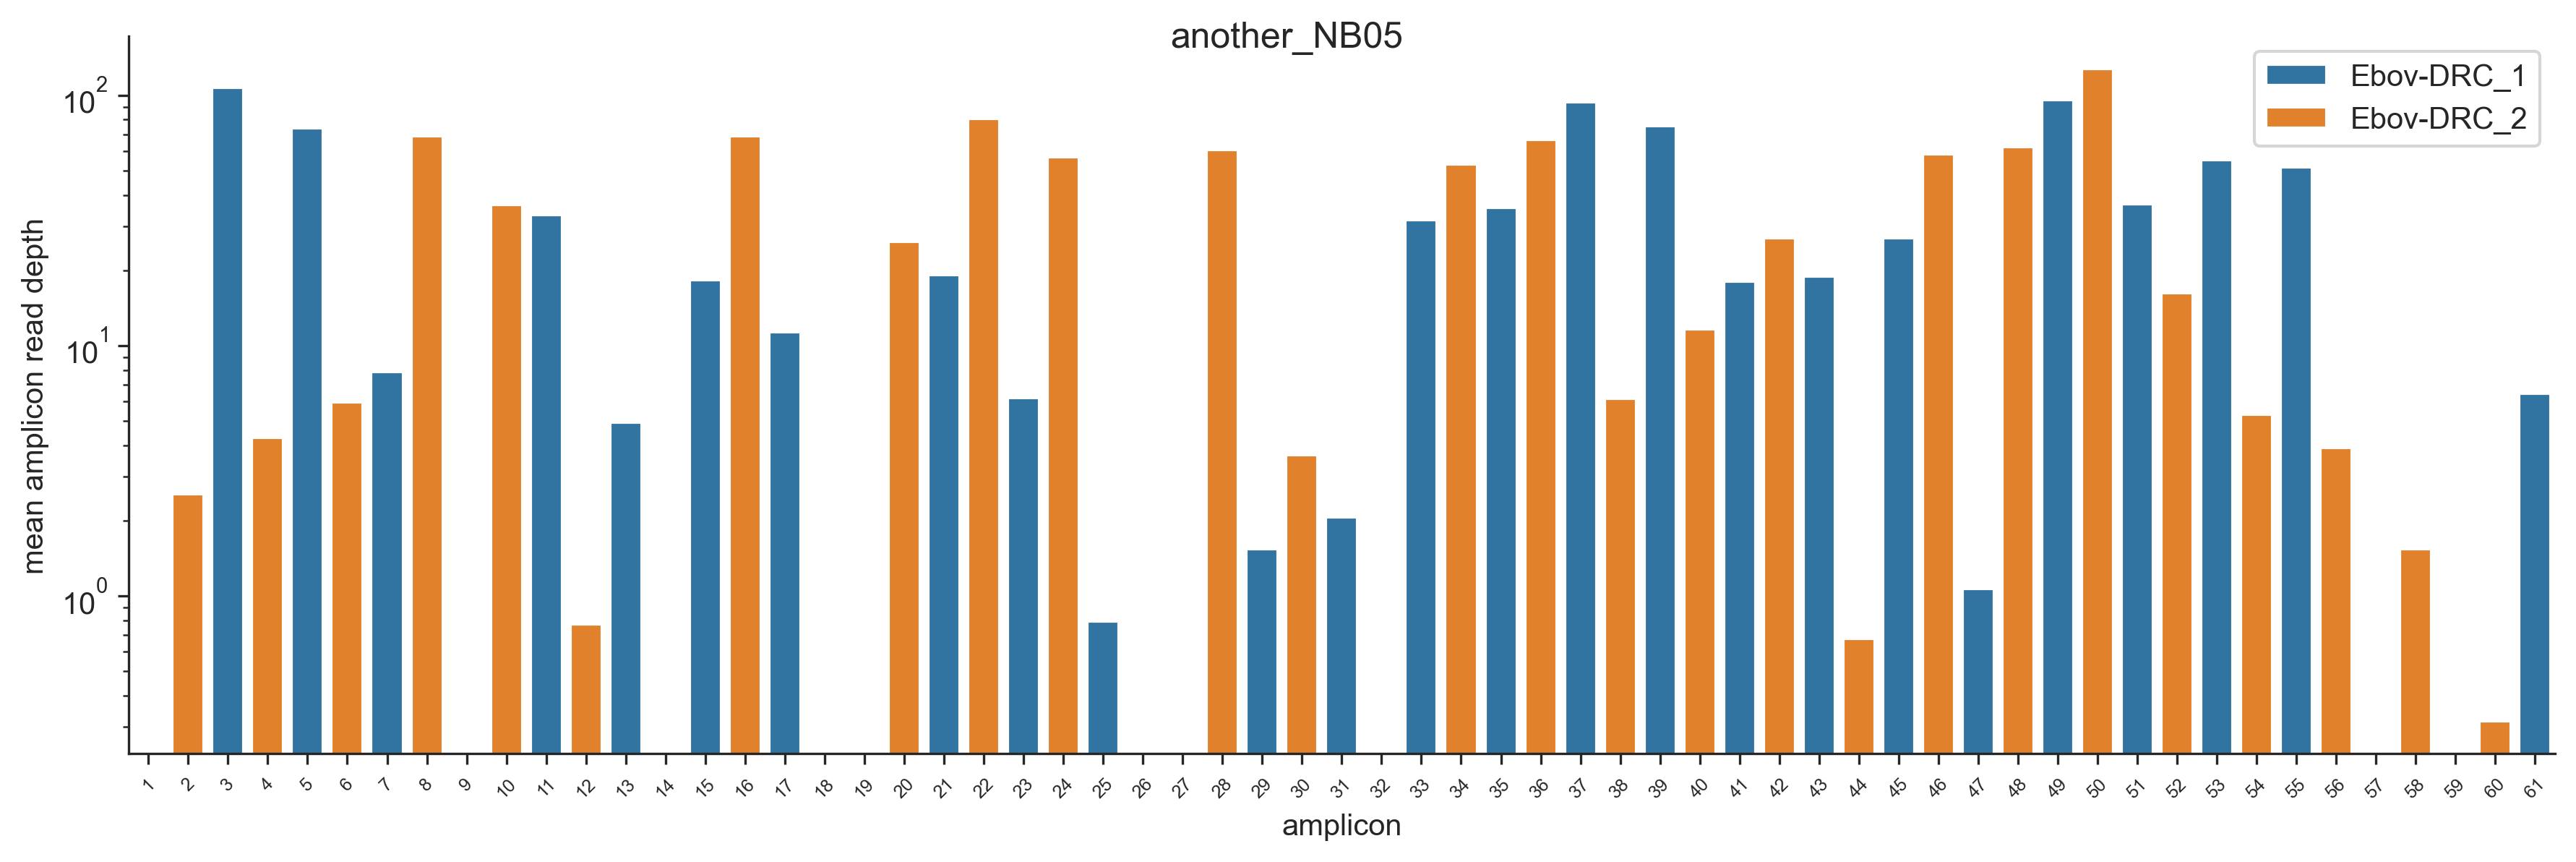 another_NB05
Ebov-DRC_1
Ebov-DRC_2
mean amplicon read depth
10^2
10^1
10^0
1 2 3 4 5 6 7 8 9 10 11 12 13 14 15 16 17 18 19 20 21 22 23 24 25 26 27 28 29 30 31 32 33 34 35 36 37 38 39 40 41 42 43 44 45 46 47 48 49 50 51 52 53 54 55 56 57 58 59 60 61
amplicon